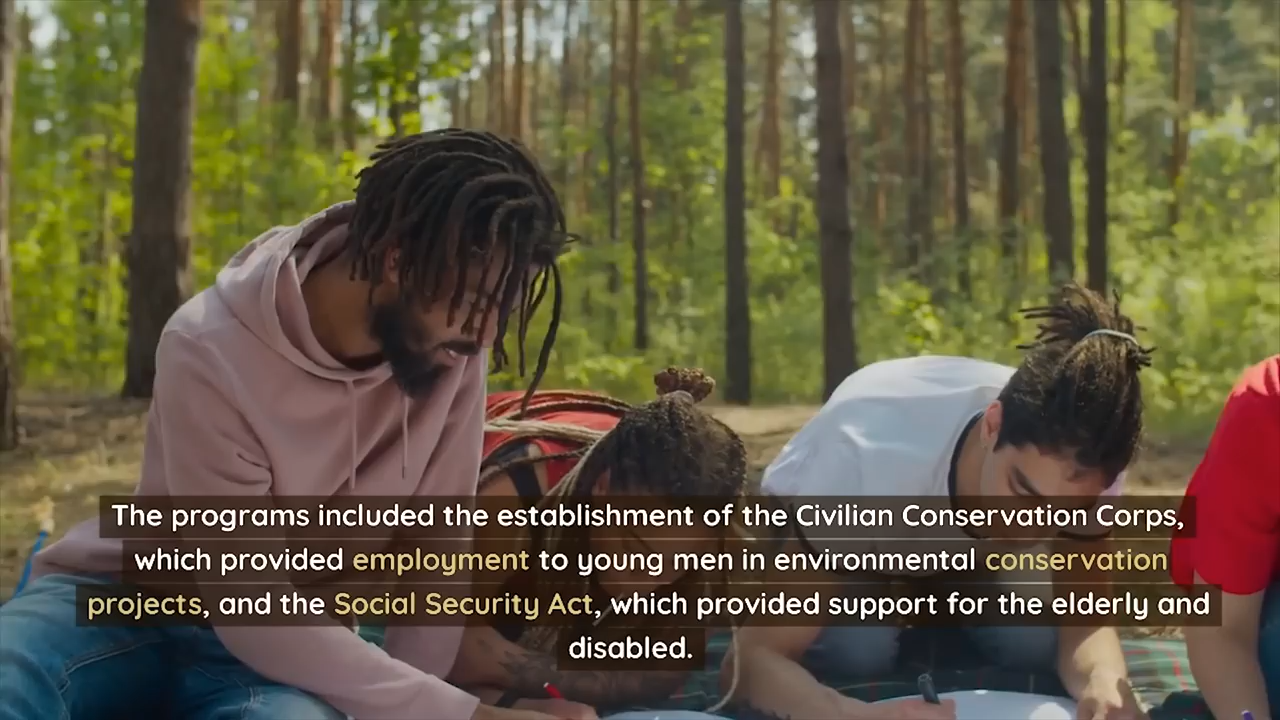 The programs included the establishment of the Civilian Conservation Corps,
which provided employment to young men in environmental conservation
projects, and the Social Security Act, which provided support for the elderly and
disabled.